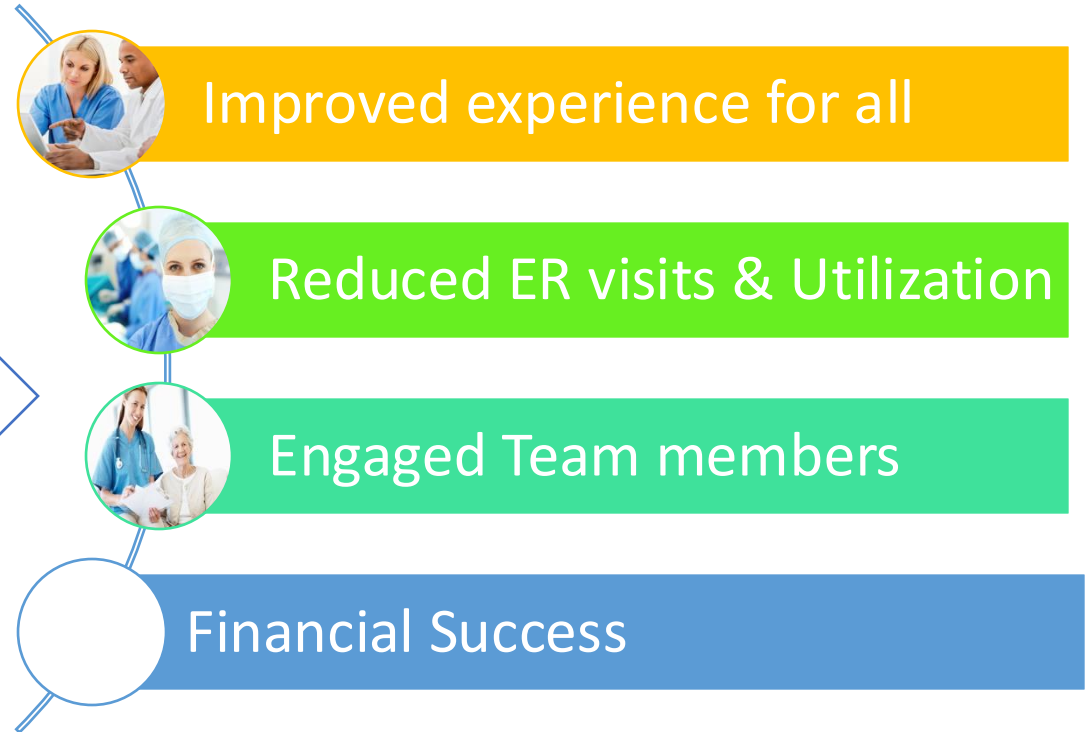 Improved experience for all
Reduced ER visits & Utilization
Engaged Team members
Financial Success